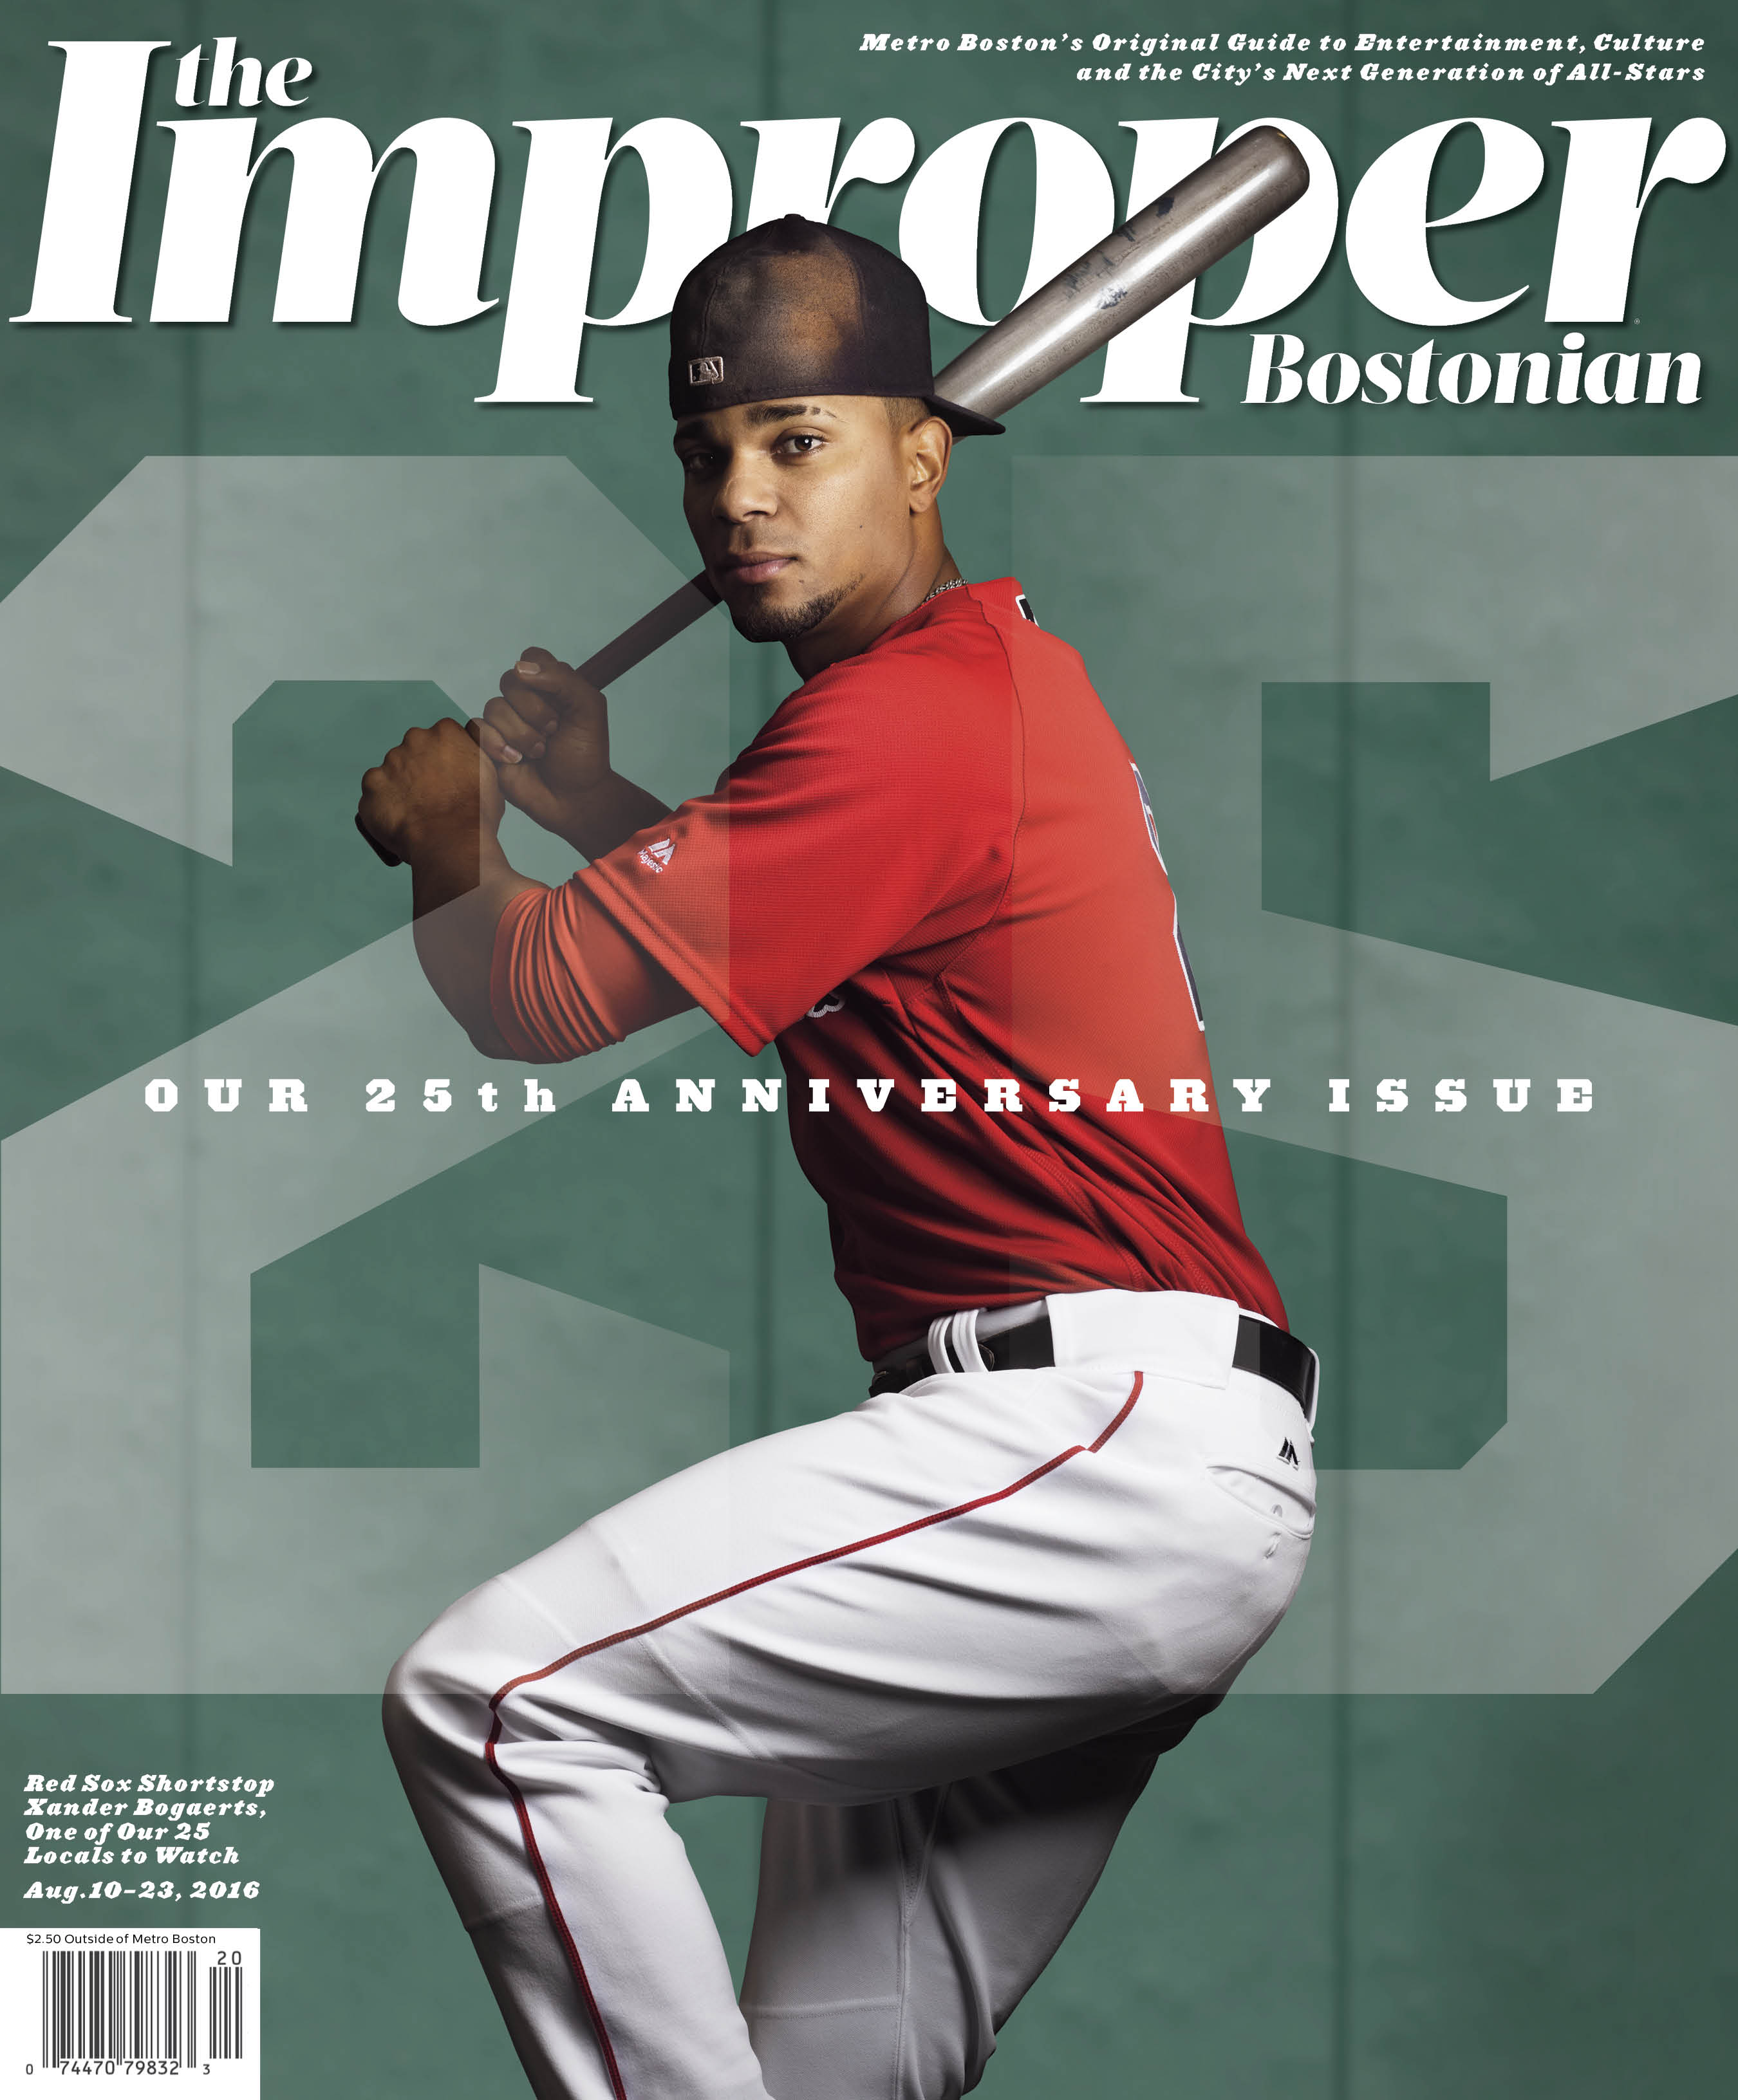 Metro Boston's Original Guide to Entertainment, Culture
and the City's Next Generation of All-Stars
the
Improper
Bostonian
25
OUR 25th ANNIVERSARY ISSUE
Majestic
Red Sox Shortstop
Xander Bogaerts,
One of Our 25
Locals to Watch
Aug.10–23, 2016
$2.50 Outside of Metro Boston
20
0 74470 79832 3